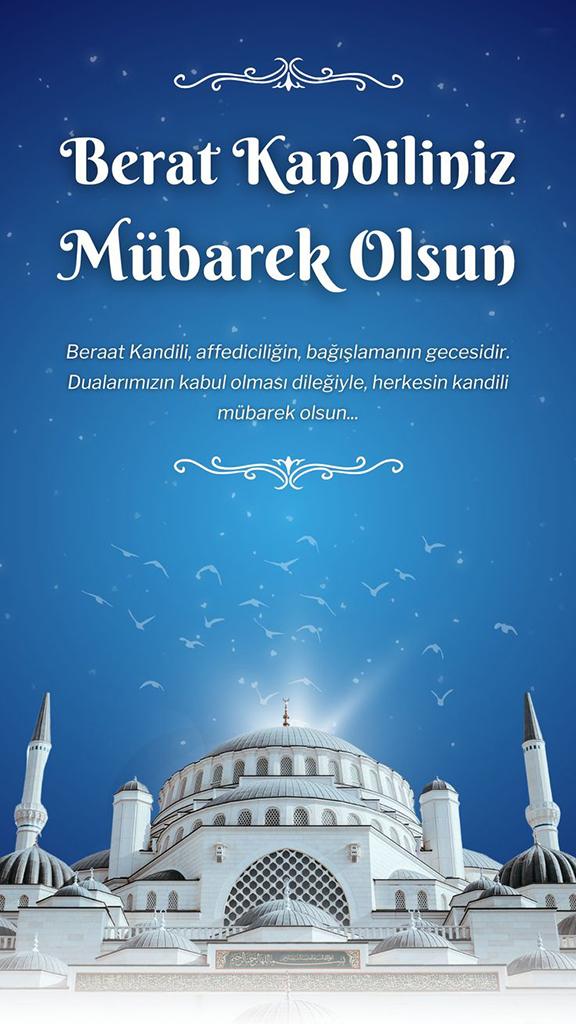 Berat Kandiliniz
Mübarek Olsun
Beraat Kandili, affediciliğin, bağışlamanın gecesidir.
Dualarımızın kabul olması dileğiyle, herkesin kandili
mübarek olsun...